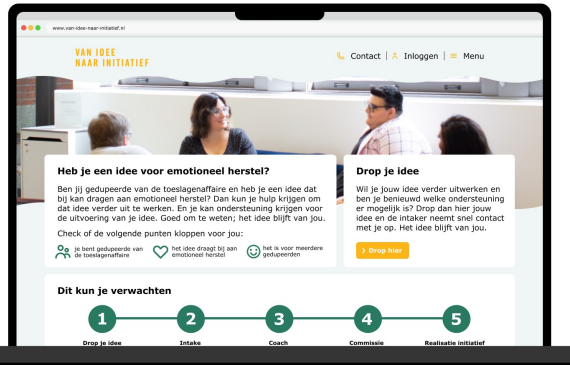 www.van-idee-naar-initiatief.nl
VAN IDEE
NAAR INITIATIEF
Contact | Inloggen | Menu
Heb je een idee voor emotioneel herstel?
Ben jij gedupeerde van de toeslagenaffaire en heb je een idee dat
bij kan dragen aan emotioneel herstel? Dan kun je hulp krijgen om
dat idee verder uit te werken. En je kan ondersteuning krijgen voor
de uitvoering van je idee. Goed om te weten; het idee blijft van jou.
Check of de volgende punten kloppen voor jou:
je bent gedupeerde van
de toeslagenaffaire
het idee draagt bij aan
emotioneel herstel
het is voor meerdere
gedupeerden
Drop je idee
Wil je jouw idee verder uitwerken en
ben je benieuwd welke ondersteuning
er mogelijk is? Drop dan hier jouw
idee en de intaker neemt snel contact
met je op. Het idee blijft van jou.
Drop hier
Dit kun je verwachten
1 2 3 4 5
Drop je idee Intake Coach Commissie Realisatie initiatief